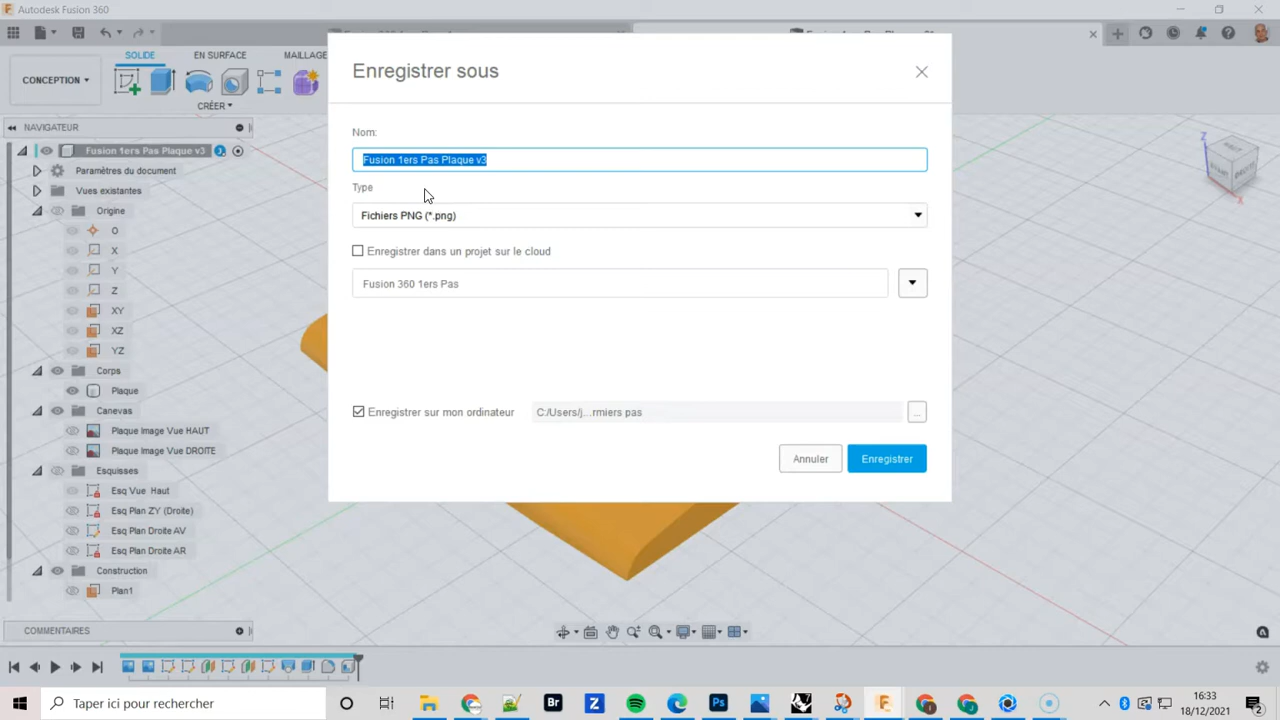 Autodesk Fusion 360
SOLIDE
EN SURFACE
MAILLAGE
CONCEPTION
CRÉER
Enregistrer sous
Nom:
Fusion 1ers Pas Plaque v3
Type
Fichiers PNG (*.png)
Enregistrer dans un projet sur le cloud
Fusion 360 1ers Pas
Enregistrer sur mon ordinateur
C:/Users/j...rmiers pas
...
Annuler
Enregistrer
NAVIGATEUR
Fusion 1ers Pas Plaque v3
Paramètres du document
Vues existantes
Origine
O
X
Y
Z
XY
XZ
YZ
Corps
Plaque
Canevas
Plaque Image Vue HAUT
Plaque Image Vue DROITE
Esquisses
Esq Vue Haut
Esq Plan ZY (Droite)
Esq Plan Droite AV
Esq Plan Droite AR
Construction
Plan1
COMMENTAIRES
Z
X
Taper ici pour rechercher
Br
Z
Ps
F
16:33
18/12/2021
2